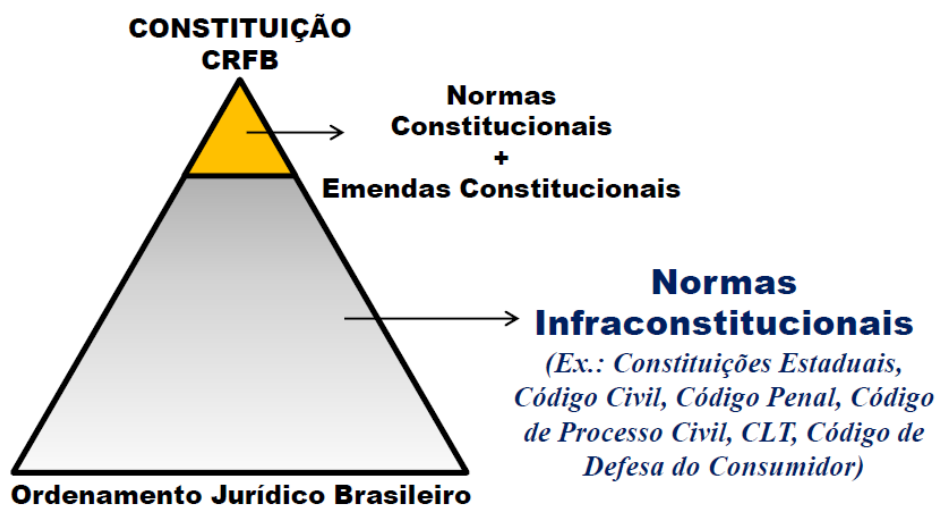 CONSTITUIÇÃO
CRFB
Normas
Constitucionais
+
Emendas Constitucionais
Normas
Infraconstitucionais
(Ex.: Constituições Estaduais,
Código Civil, Código Penal, Código
de Processo Civil, CLT, Código de
Defesa do Consumidor)
Ordenamento Jurídico Brasileiro